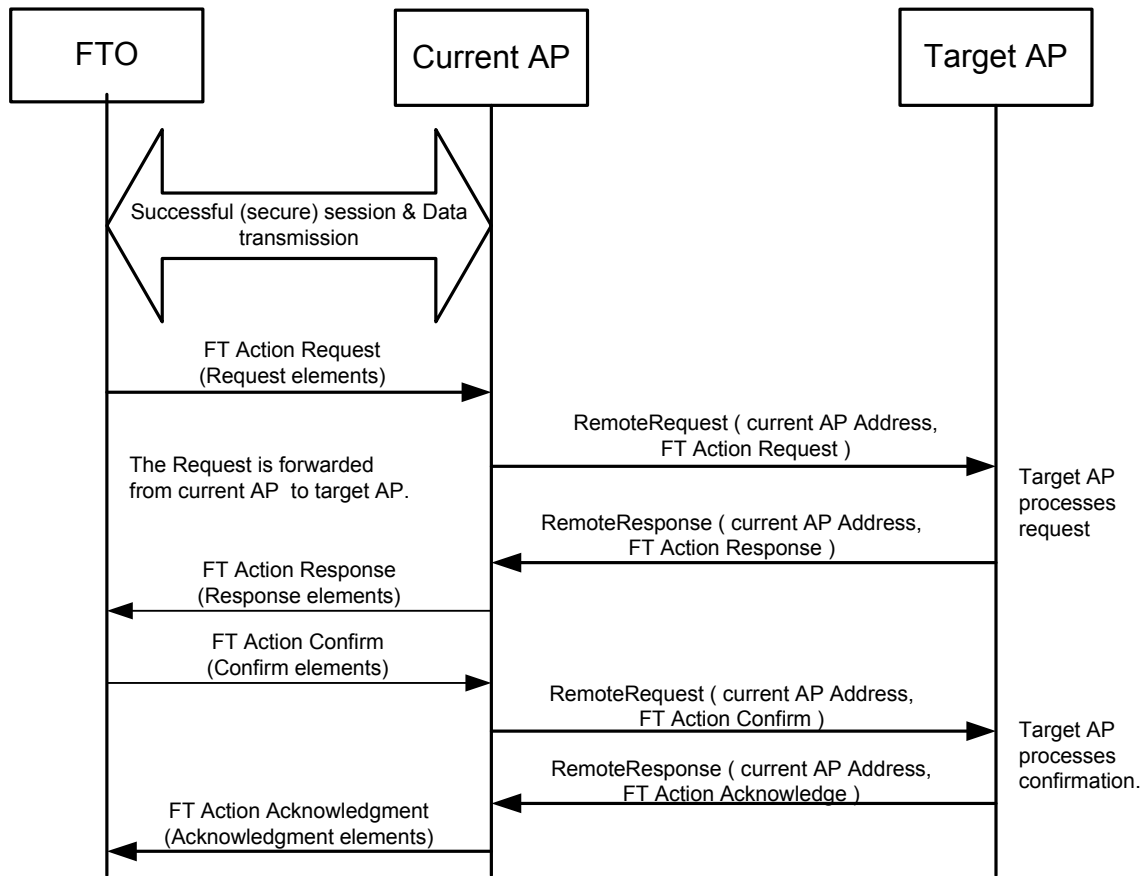 FTO
Current AP
Target AP
Successful (secure) session & Data
transmission
FT Action Request
(Request elements)
RemoteRequest ( current AP Address,
FT Action Request )
The Request is forwarded
from current AP to target AP.
Target AP
processes
request
RemoteResponse ( current AP Address,
FT Action Response )
FT Action Response
(Response elements)
FT Action Confirm
(Confirm elements)
RemoteRequest ( current AP Address,
FT Action Confirm )
Target AP
processes
confirmation.
RemoteResponse ( current AP Address,
FT Action Acknowledge )
FT Action Acknowledgment
(Acknowledgment elements)